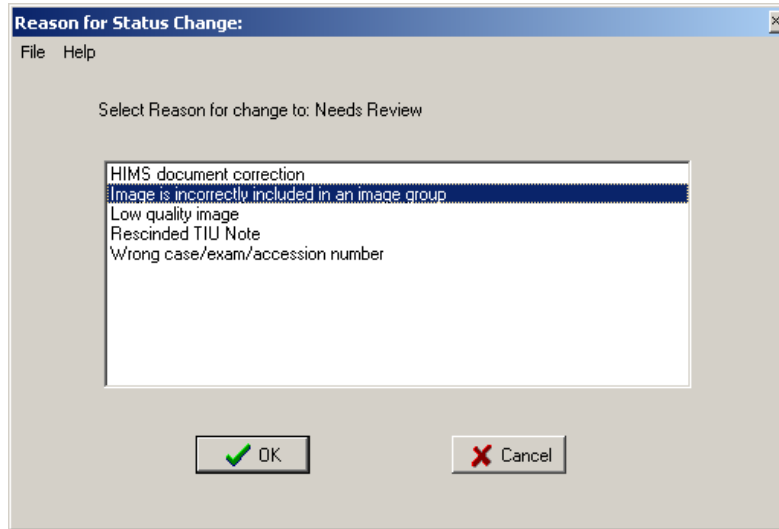 Reason for Status Change:
File Help
Select Reason for change to: Needs Review
HIMS document correction
Image is incorrectly included in an image group
Low quality image
Rescinded TIU Note
Wrong case/exam/accession number
OK
Cancel